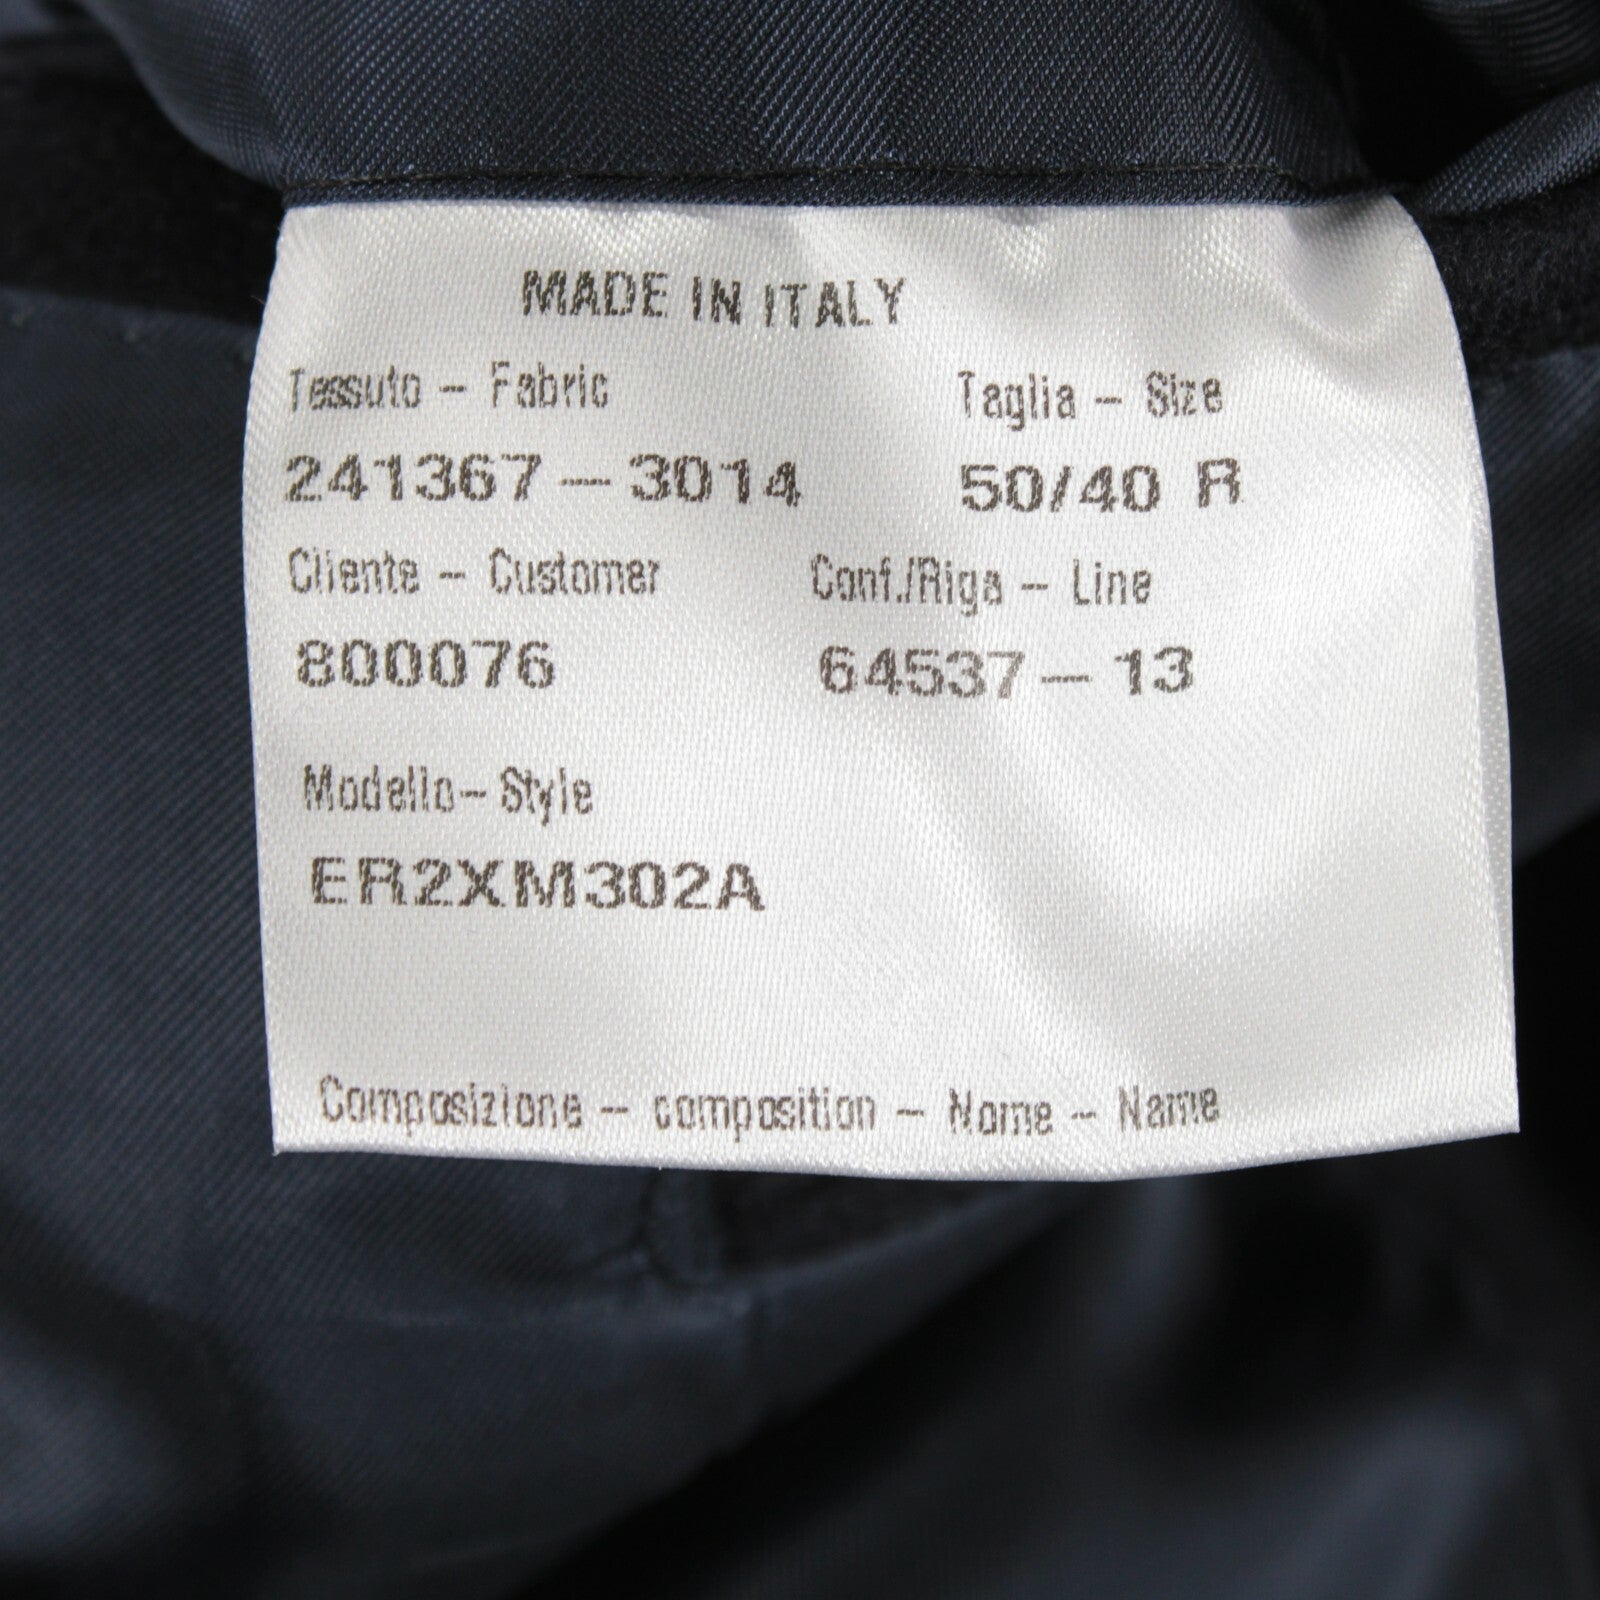 MADE IN ITALY
Tessuto - Fabric Taglia - Size
241367-3014 50/40 R
Cliente - Customer Conf./Riga - Line
800076 64537-13
Modello- Style
ER2XM302A
Composizione - composition - Nome - Name